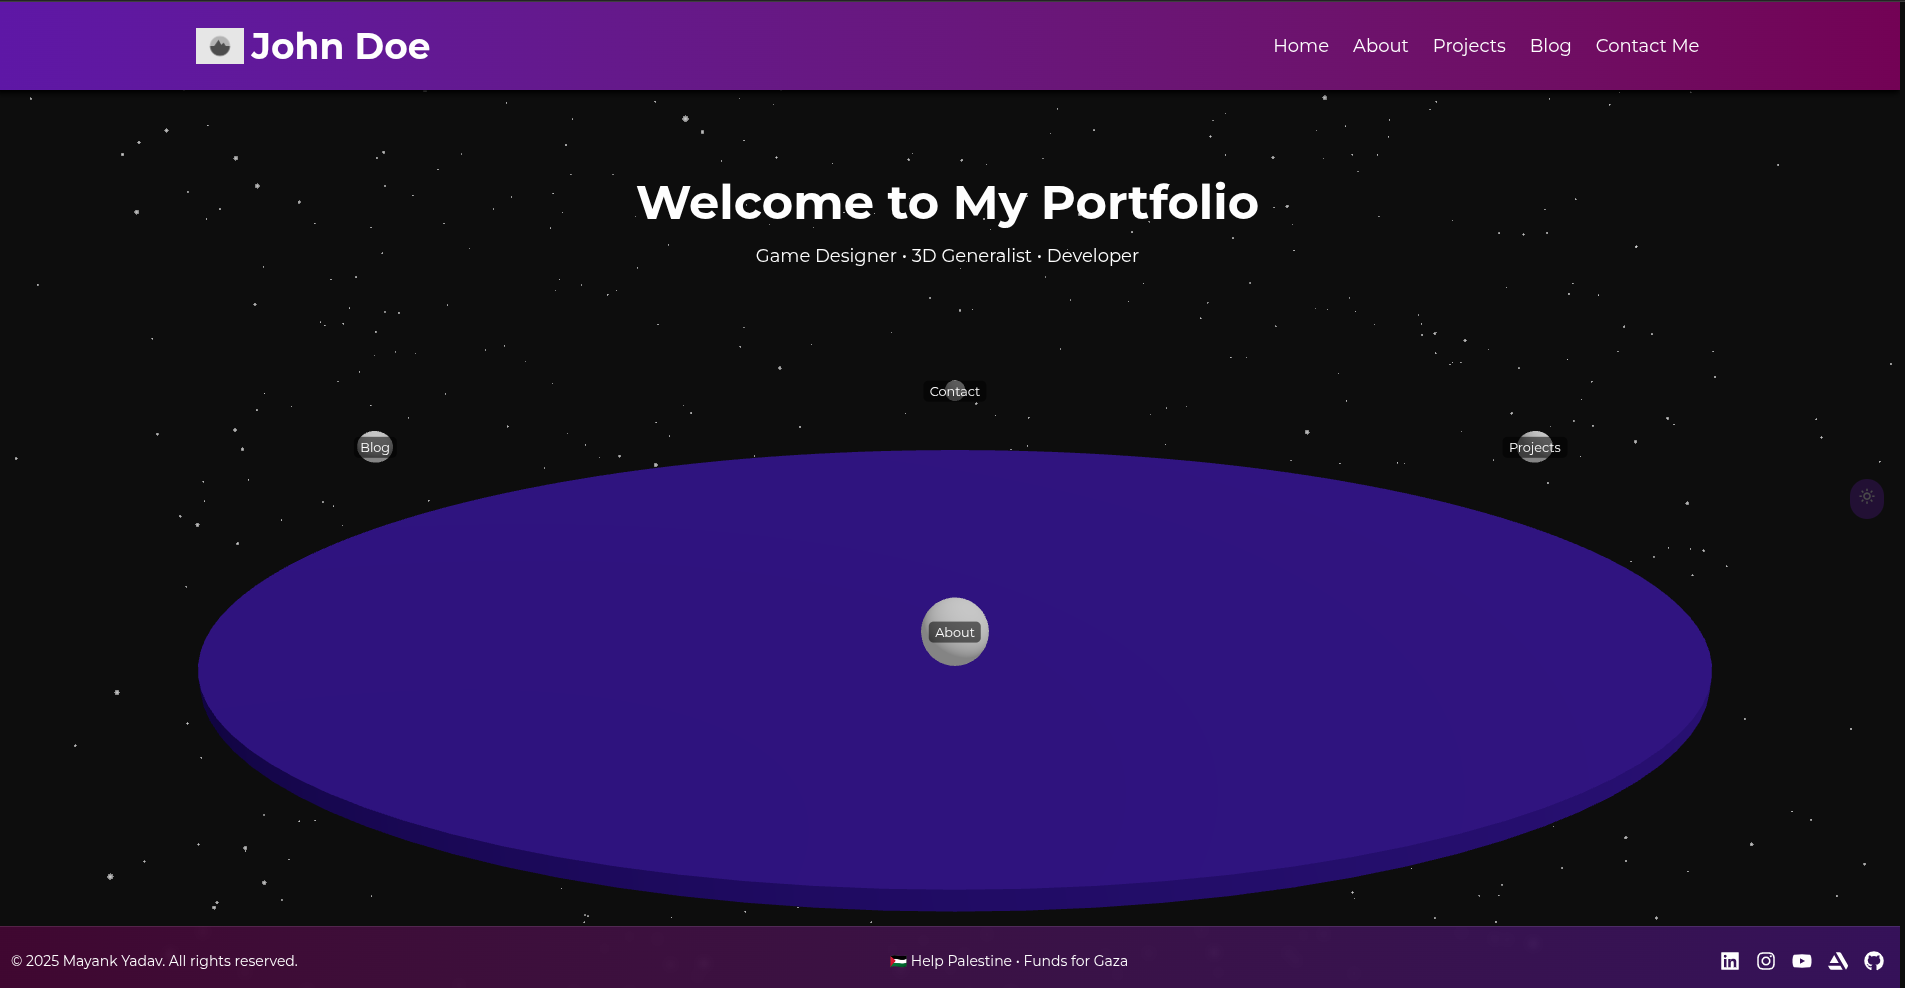 John Doe
Home About Projects Blog Contact Me
Welcome to My Portfolio
Game Designer • 3D Generalist • Developer
Contact
Blog
Projects
About
© 2025 Mayank Yadav. All rights reserved.
🇵🇸 Help Palestine • Funds for Gaza